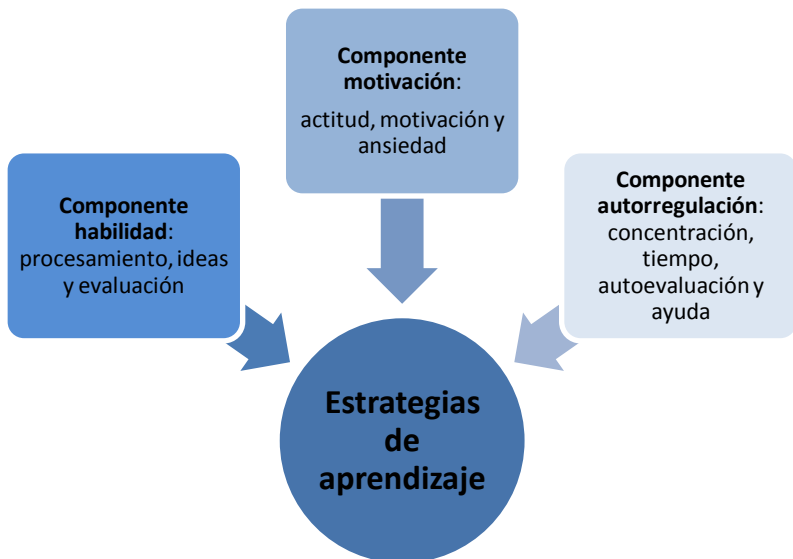 Componente
motivación:
actitud, motivación y
ansiedad
Componente
habilidad:
procesamiento, ideas
y evaluación
Componente
autorregulación:
concentración,
tiempo,
autoevaluación y
ayuda
Estrategias
de
aprendizaje